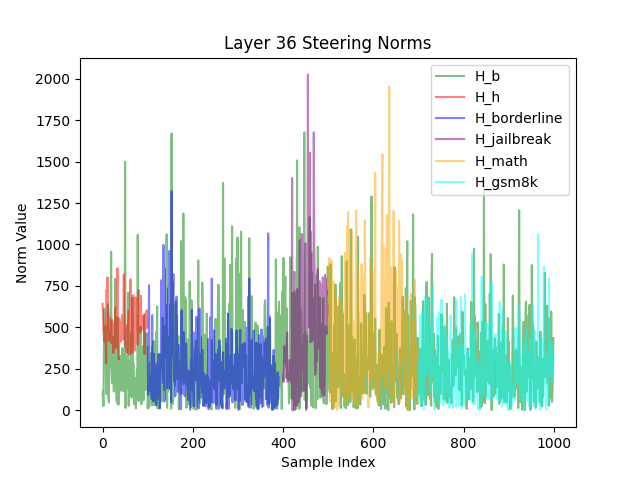 Layer 36 Steering Norms
Norm Value
2000
1750
1500
1250
1000
750
500
250
0
0
200
400
600
800
1000
Sample Index
H_b
H_h
H_borderline
H_jailbreak
H_math
H_gsm8k